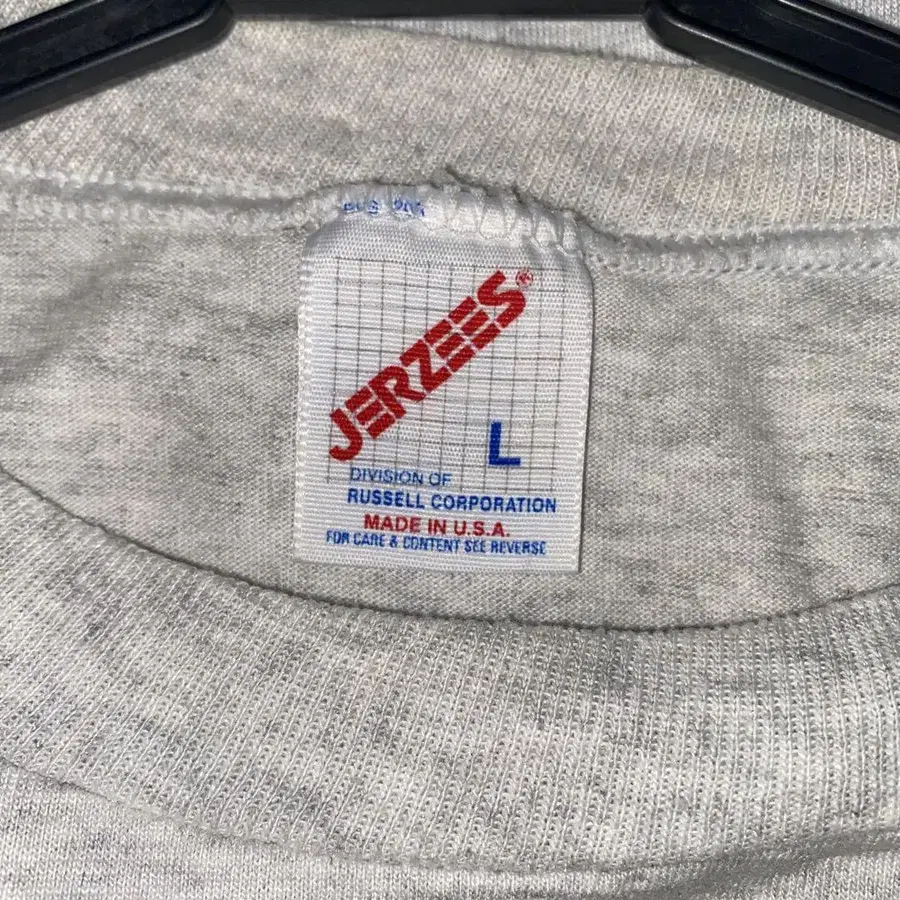 JERZEES®
L
DIVISION OF
RUSSELL CORPORATION
MADE IN U.S.A.
FOR CARE & CONTENT SEE REVERSE